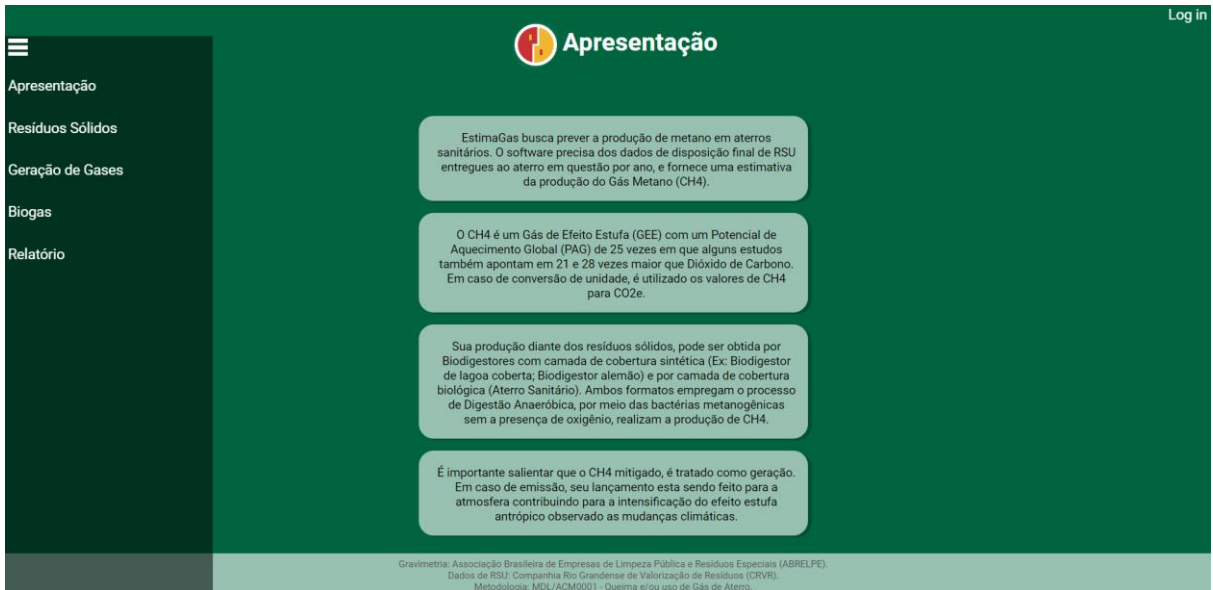 Log in
Apresentação
Apresentação
Resíduos Sólidos
Geração de Gases
Biogas
Relatório
EstimaGas busca prever a produção de metano em aterros
sanitários. O software precisa dos dados de disposição final de RSU
entregues ao aterro em questão por ano, e fornece uma estimativa
da produção do Gás Metano (CH4).
O CH4 é um Gás de Efeito Estufa (GEE) com um Potencial de
Aquecimento Global (PAG) de 25 vezes em que alguns estudos
também apontam em 21 e 28 vezes maior que Dióxido de Carbono.
Em caso de conversão de unidade, é utilizado os valores de CH4
para CO2e.
Sua produção diante dos resíduos sólidos, pode ser obtida por
Biodigestores com camada de cobertura sintética (Ex: Biodigestor
de lagoa coberta; Biodigestor alemão) e por camada de cobertura
biológica (Aterro Sanitário). Ambos formatos empregam o processo
de Digestão Anaeróbica, por meio das bactérias metanogênicas
sem a presença de oxigênio, realizam a produção de CH4.
É importante salientar que o CH4 mitigado, é tratado como geração.
Em caso de emissão, seu lançamento esta sendo feito para a
atmosfera contribuindo para a intensificação do efeito estufa
antrópico observado as mudanças climáticas.
Gravimetria: Associação Brasileira de Empresas de Limpeza Pública e Resíduos Especiais (ABRELPE).
Dados de RSU: Companhia Rio Grandense de Valorização de Resíduos (CRVR).
Metodologia: MDL/ACM0001 - Queima e/ou uso de Gás de Aterro.